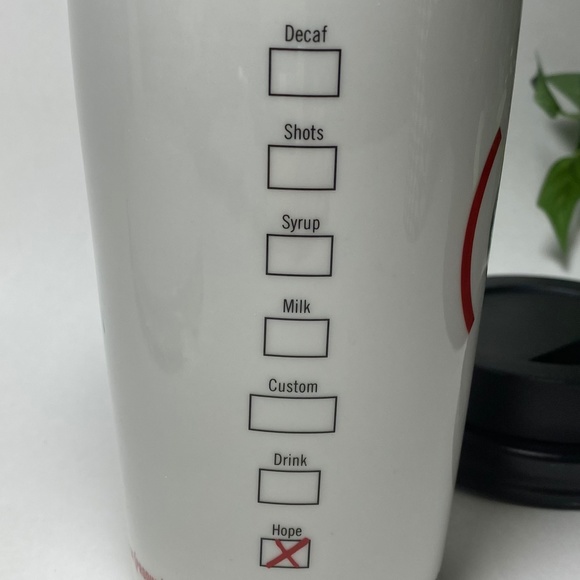 Decaf
Shots
Syrup
Milk
Custom
Drink
Hope